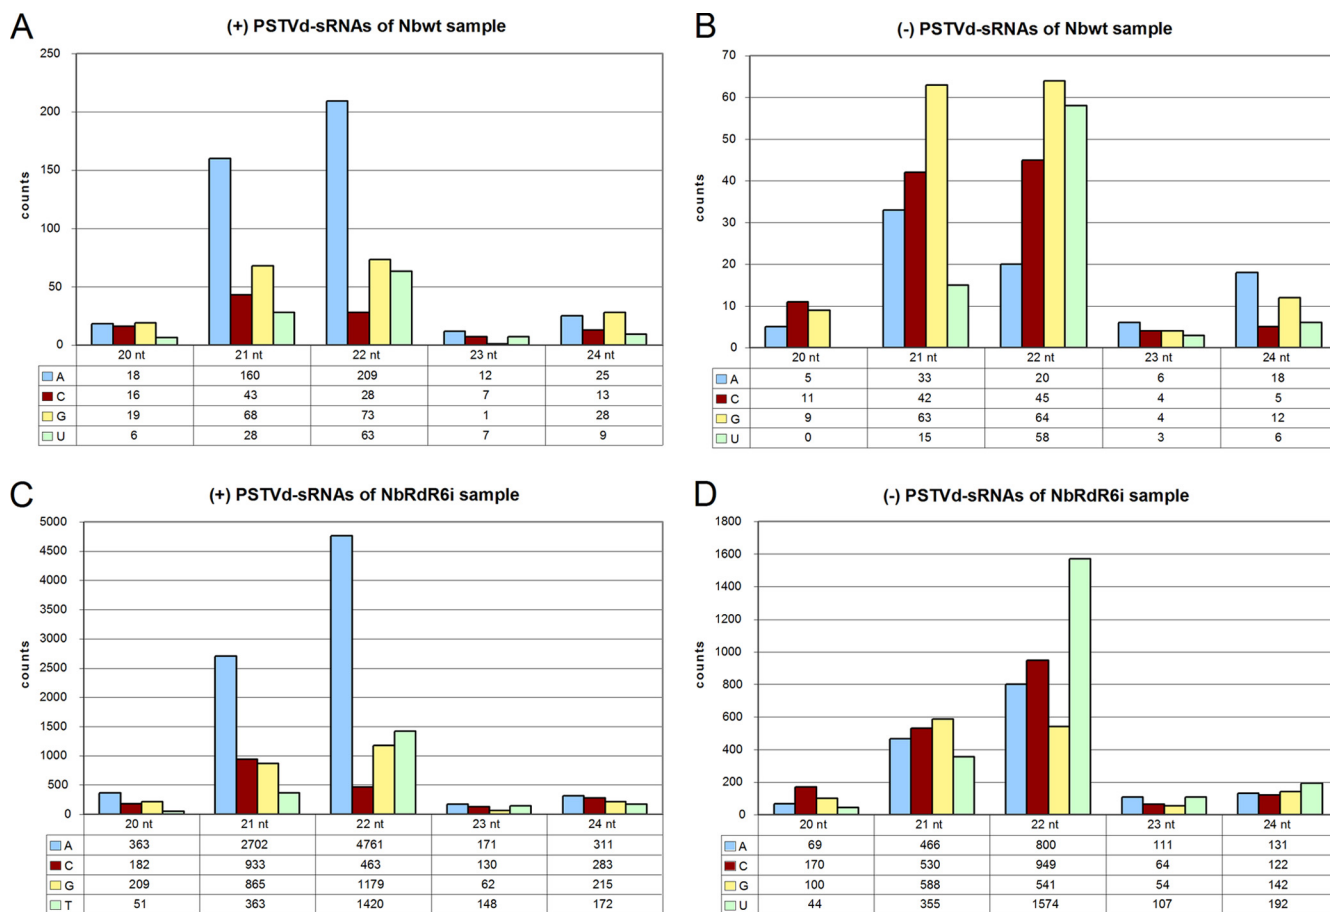 A
(+) PSTVd-sRNAs of Nbwt sample
250
200
150
100
50
0
counts
20 nt 21 nt 22 nt 23 nt 24 nt
A 18 160 209 12 25
C 16 43 28 7 13
G 19 68 73 1 28
U 6 28 63 7 9
B
(-) PSTVd-sRNAs of Nbwt sample
70
60
50
40
30
20
10
0
counts
20 nt 21 nt 22 nt 23 nt 24 nt
A 5 33 20 6 18
C 11 42 45 4 5
G 9 63 64 4 12
U 0 15 58 3 6
C
(+) PSTVd-sRNAs of NbRdR6i sample
5000
4500
4000
3500
3000
2500
2000
1500
1000
500
0
counts
20 nt 21 nt 22 nt 23 nt 24 nt
A 363 2702 4761 171 311
C 182 933 463 130 283
G 209 865 1179 62 215
T 51 363 1420 148 172
D
(-) PSTVd-sRNAs of NbRdR6i sample
1800
1600
1400
1200
1000
800
600
400
200
0
counts
20 nt 21 nt 22 nt 23 nt 24 nt
A 69 466 800 111 131
C 170 530 949 64 122
G 100 588 541 54 142
U 44 355 1574 107 192